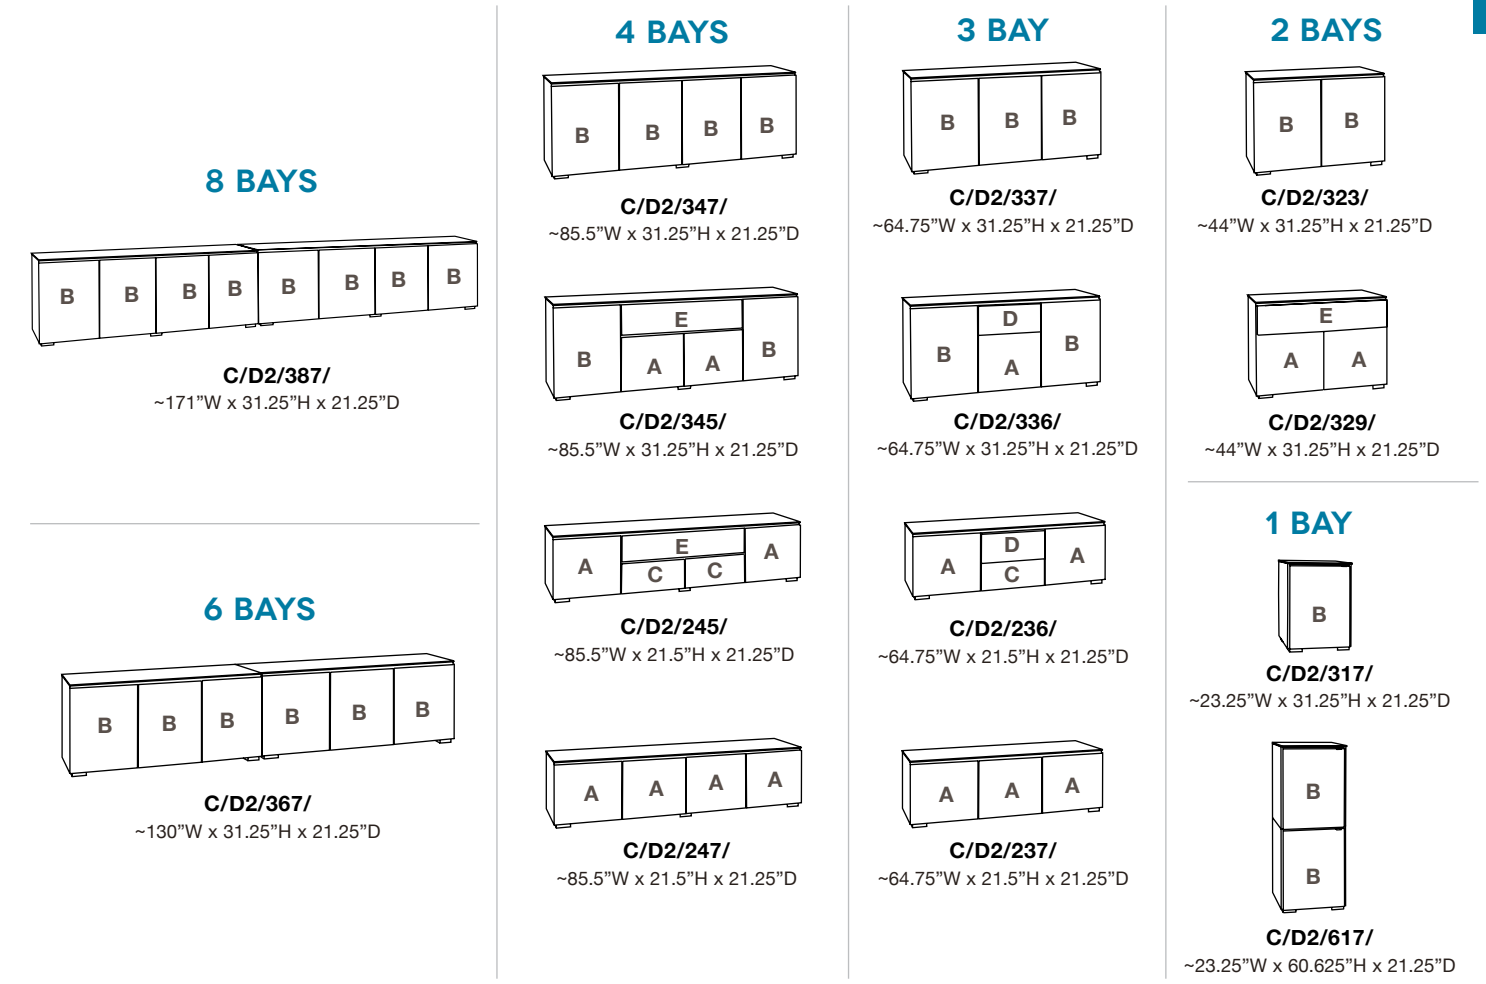 8 BAYS
B B B B B B B B
C/D2/387/
~171”W x 31.25”H x 21.25”D
6 BAYS
B B B B B B
C/D2/367/
~130”W x 31.25”H x 21.25”D
4 BAYS
B B B B
C/D2/347/
~85.5”W x 31.25”H x 21.25”D
E
B A A B
C/D2/345/
~85.5”W x 31.25”H x 21.25”D
E
A C C A
C/D2/245/
~85.5”W x 21.5”H x 21.25”D
A A A A
C/D2/247/
~85.5”W x 21.5”H x 21.25”D
3 BAY
B B B
C/D2/337/
~64.75”W x 31.25”H x 21.25”D
D
B A B
C/D2/336/
~64.75”W x 31.25”H x 21.25”D
D
A C A
C/D2/236/
~64.75”W x 21.5”H x 21.25”D
A A A
C/D2/237/
~64.75”W x 21.5”H x 21.25”D
2 BAYS
B B
C/D2/323/
~44”W x 31.25”H x 21.25”D
E
A A
C/D2/329/
~44”W x 31.25”H x 21.25”D
1 BAY
B
C/D2/317/
~23.25”W x 31.25”H x 21.25”D
B
B
C/D2/617/
~23.25”W x 60.625”H x 21.25”D